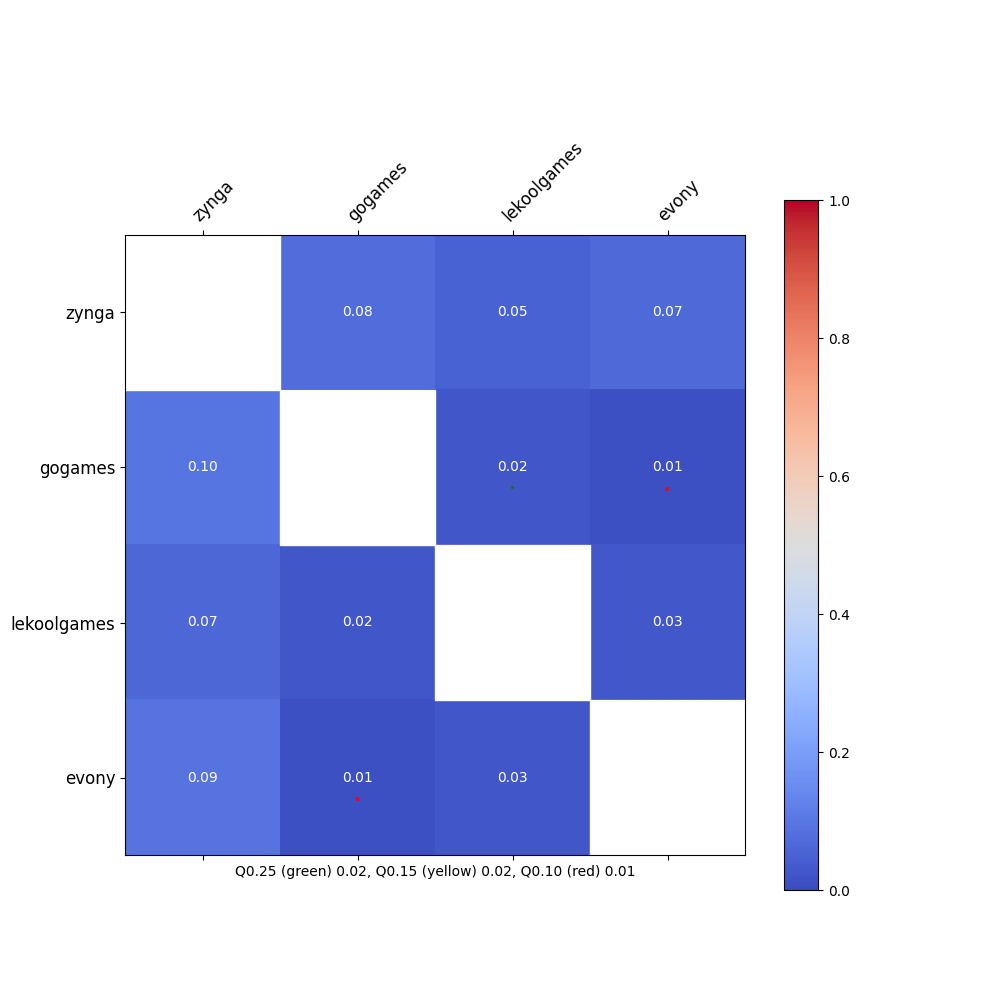 zynga gogames lekoolgames evony
zynga 0.08 0.05 0.07
gogames 0.10 0.02 0.01
lekoolgames 0.07 0.02 0.03
evony 0.09 0.01 0.03
Q0.25 (green) 0.02, Q0.15 (yellow) 0.02, Q0.10 (red) 0.01
1.0
0.8
0.6
0.4
0.2
0.0